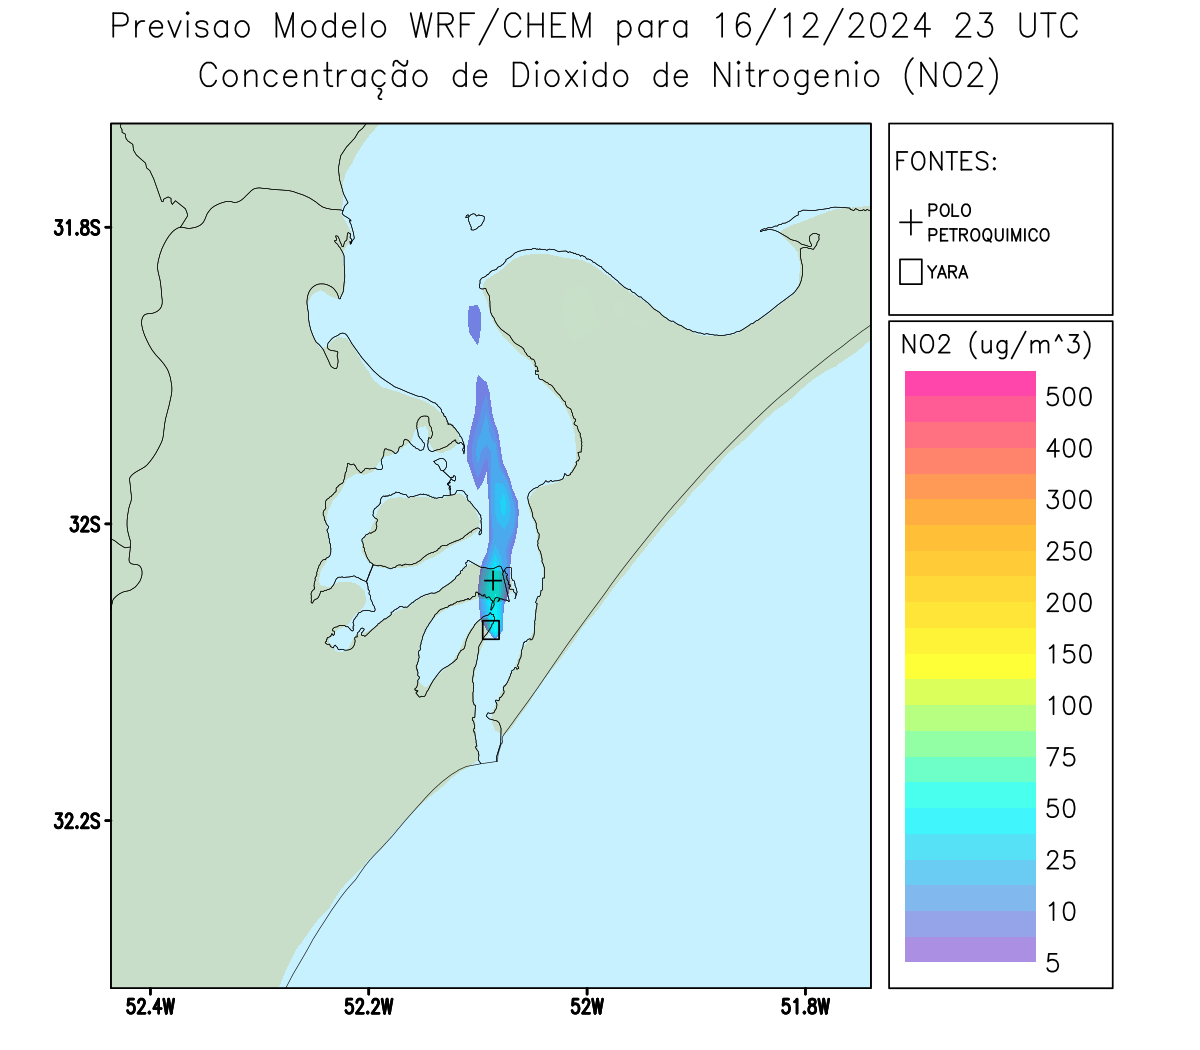 Previsao Modelo WRF/CHEM para 16/12/2024 23 UTC
Concentração de Dioxido de Nitrogenio (NO2)
FONTES:
POLO
PETROQUIMICO
YARA
31.8S
32S
32.2S
52.4W
52.2W
52W
51.8W
NO2 (ug/m^3)
500
400
300
250
200
150
100
75
50
25
10
5